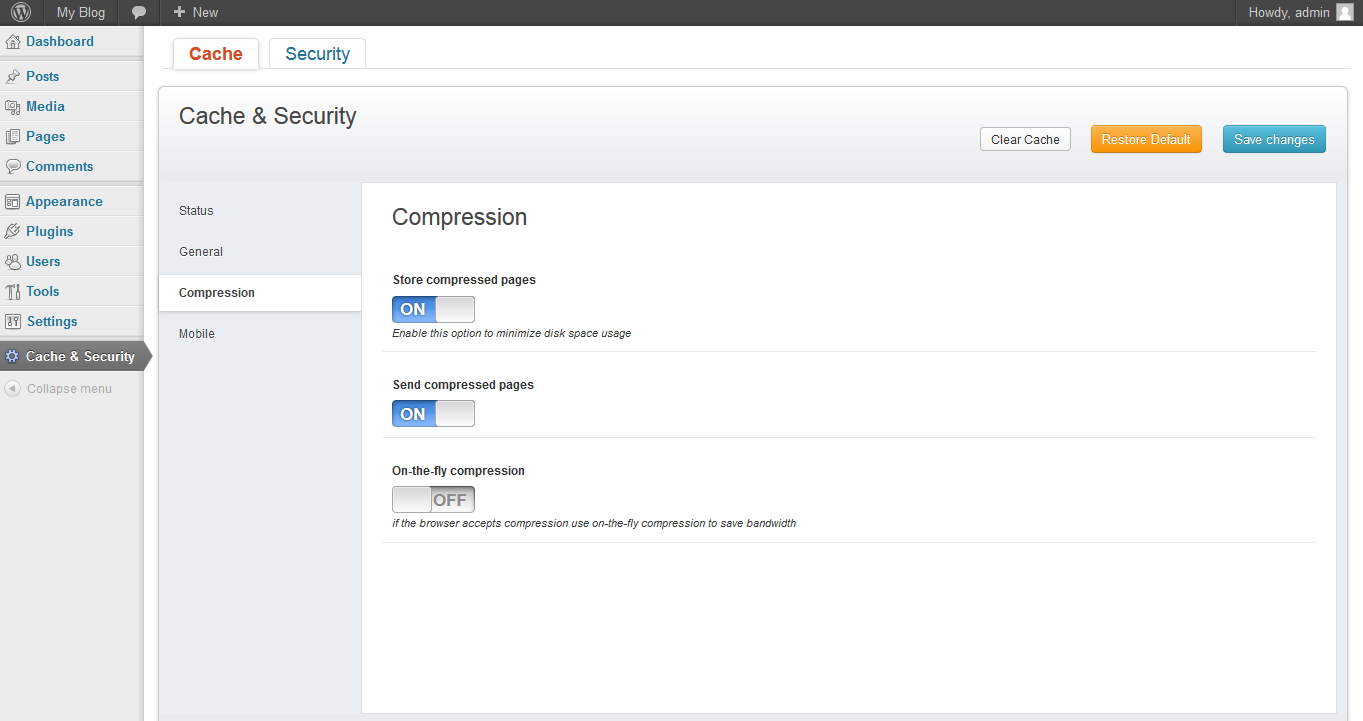 My Blog
New
Howdy, admin
Dashboard
Posts
Media
Pages
Comments
Appearance
Plugins
Users
Tools
Settings
Cache & Security
Collapse menu
Cache
Security
Cache & Security
Clear Cache
Restore Default
Save changes
Status
General
Compression
Mobile
Compression
Store compressed pages
ON
Enable this option to minimize disk space usage
Send compressed pages
ON
On-the-fly compression
OFF
if the browser accepts compression use on-the-fly compression to save bandwidth